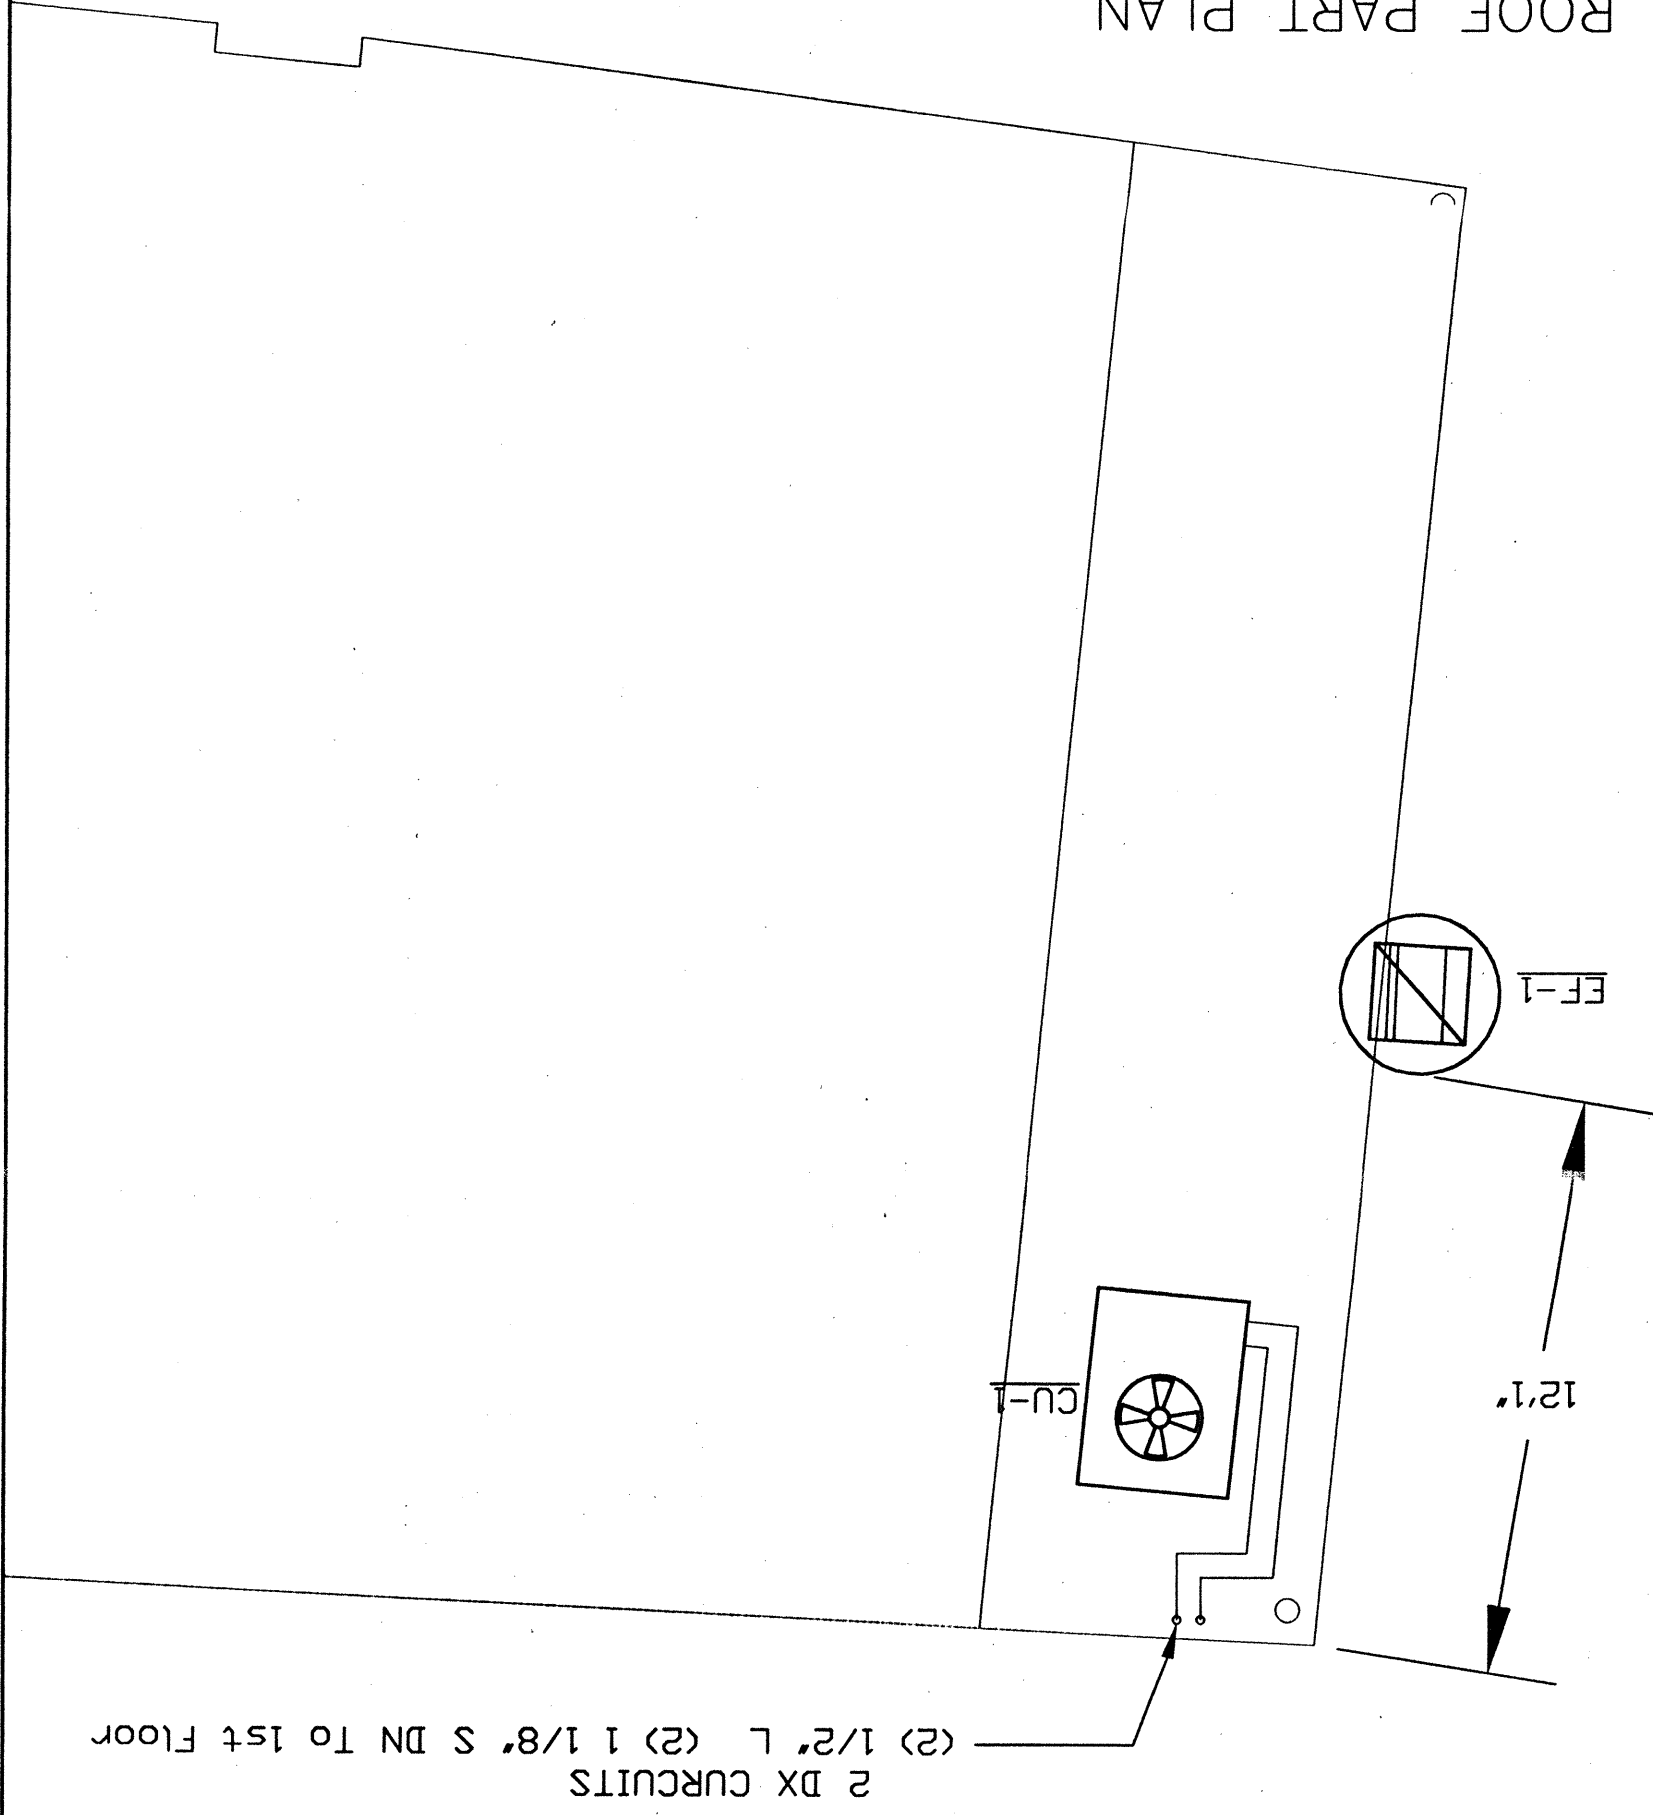 2 DX CURCUITS
(2) 1/2" L (2) 1 1/8" S DN To 1st Floor
12'1"
CU-1
EF-1
ROOF PART PLAN